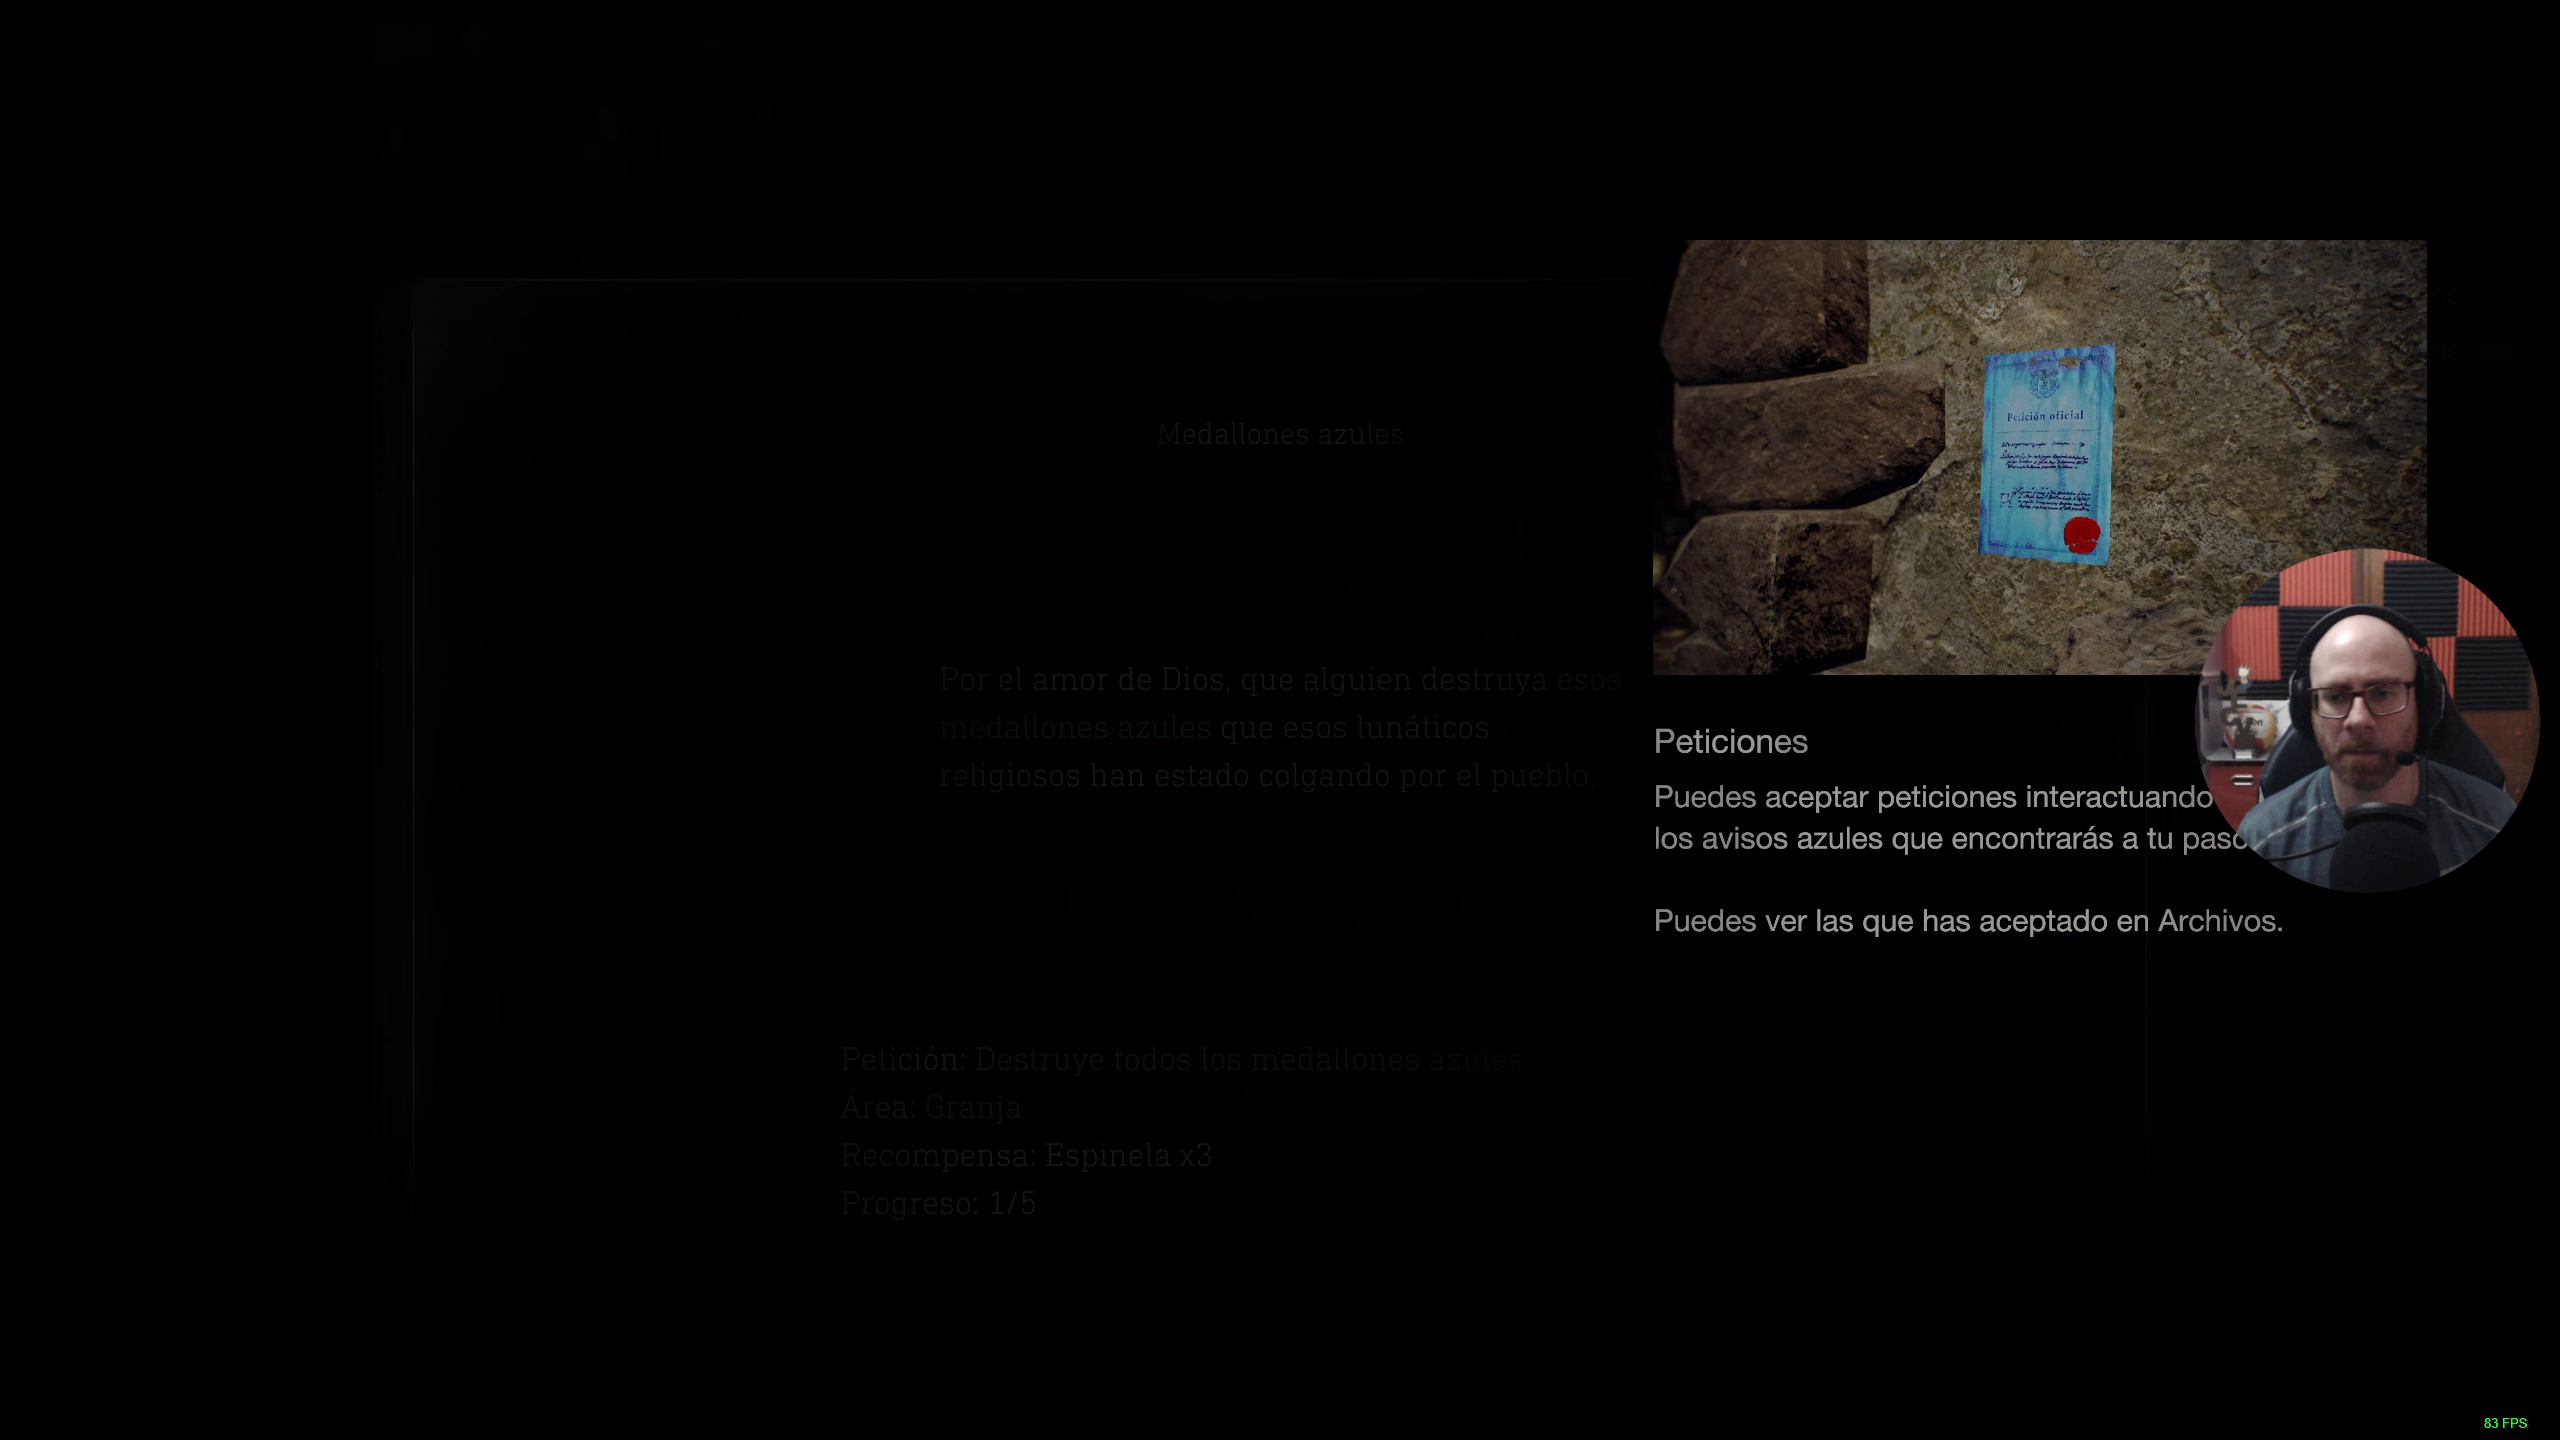 Medallones azules
Por el amor de Dios, que alguien destruya esos
medallones azules que esos lunáticos
religiosos han estado colgando por el pueblo.
Petición: Destruye todos los medallones azules
Área: Granja
Recompensa: Espinela x3
Progreso: 1/5
Petición oficial
Peticiones
Puedes aceptar peticiones interactuando
los avisos azules que encontrarás a tu paso
Puedes ver las que has aceptado en Archivos.
83 FPS